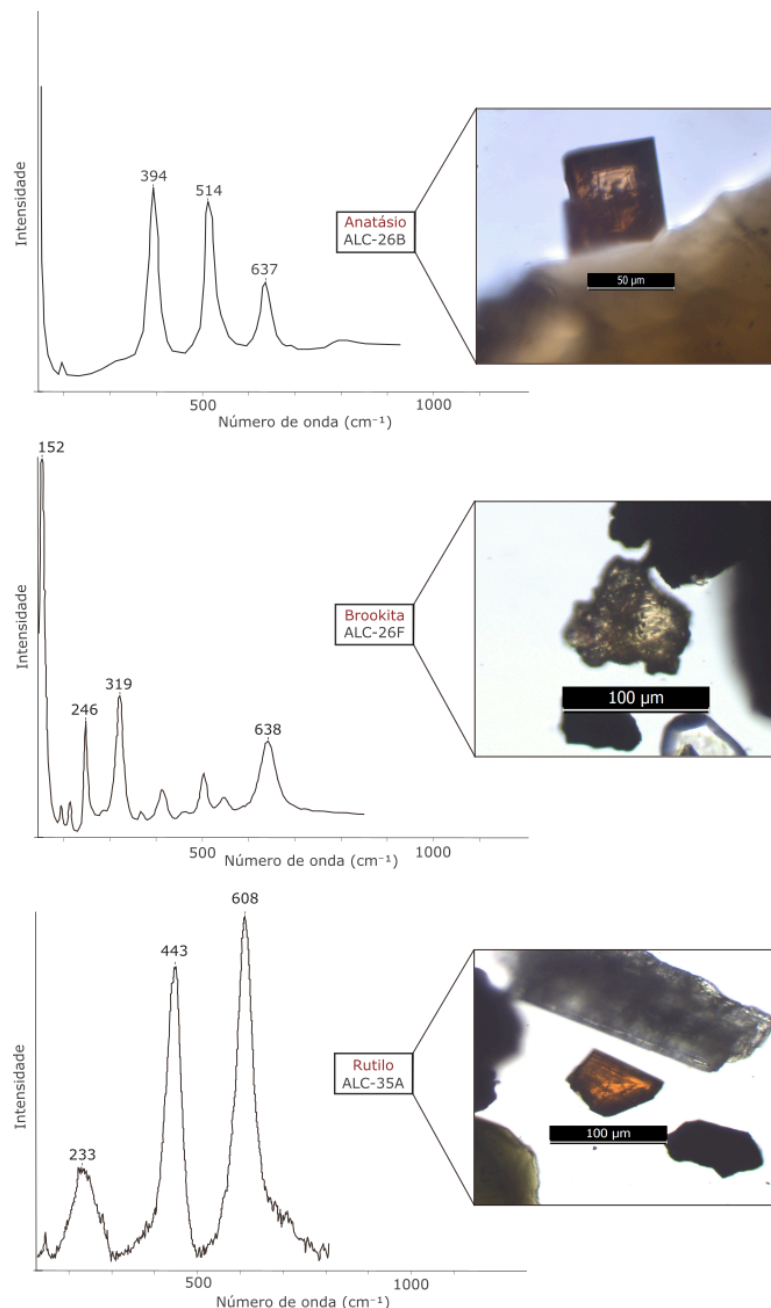 Intensidade
394
514
637
500
1000
Número de onda (cm⁻¹)
Anatásio
ALC-26B
50 µm
152
Intensidade
246
319
638
500
1000
Número de onda (cm⁻¹)
Brookita
ALC-26F
100 µm
608
443
Intensidade
233
500
1000
Número de onda (cm⁻¹)
Rutilo
ALC-35A
100 µm